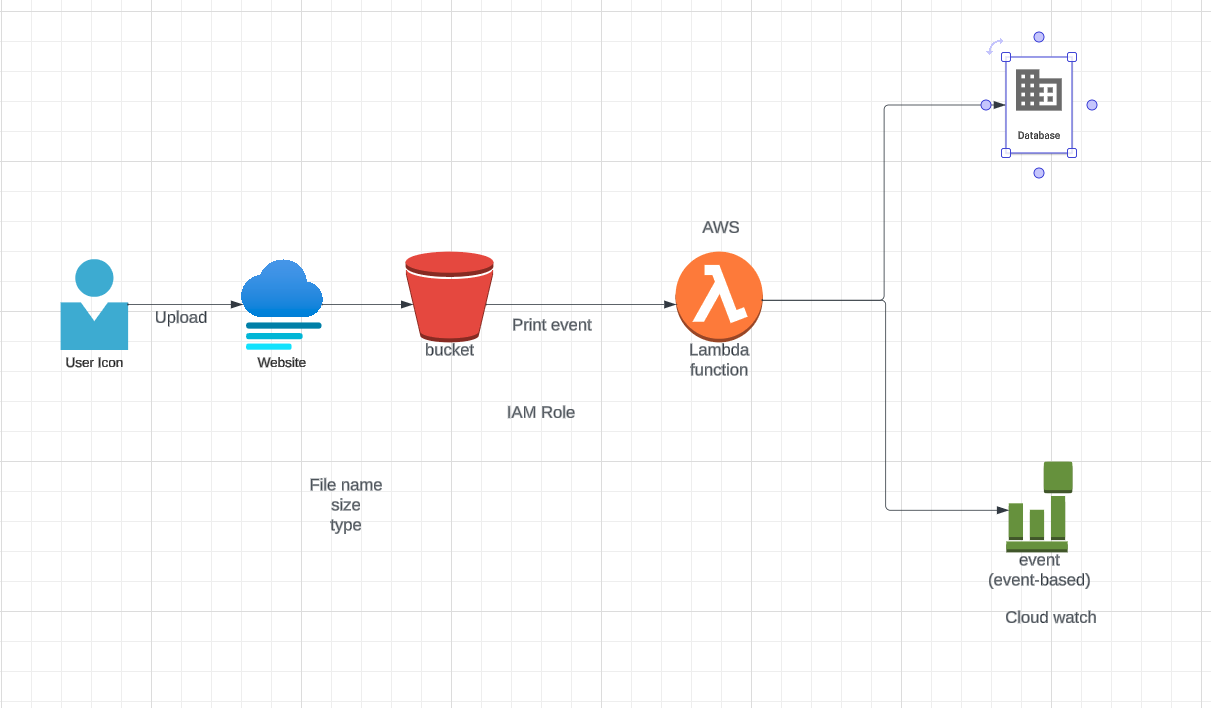 Database
AWS
Upload
Print event
User Icon
Website
bucket
Lambda
function
IAM Role
File name
size
type
event
(event-based)
Cloud watch